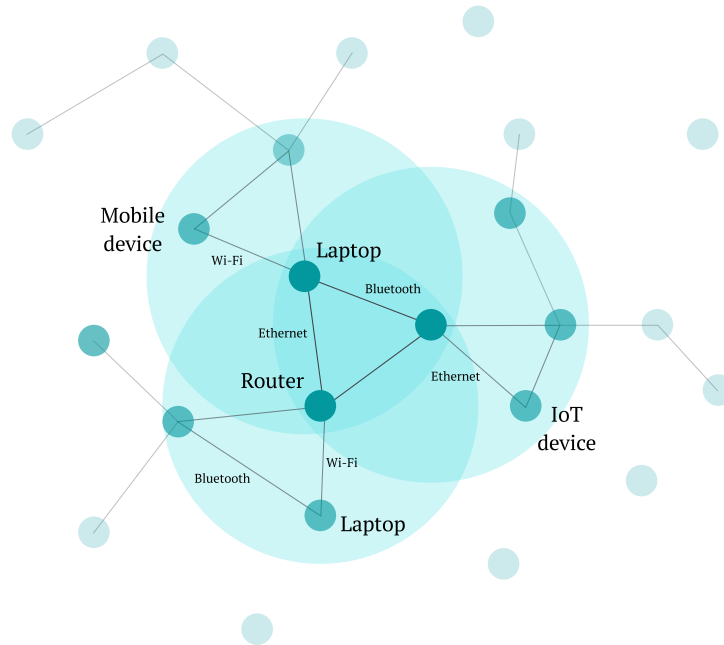 Mobile
device
Laptop
Wi-Fi
Bluetooth
Ethernet
Router
Ethernet
IoT
device
Wi-Fi
Bluetooth
Laptop